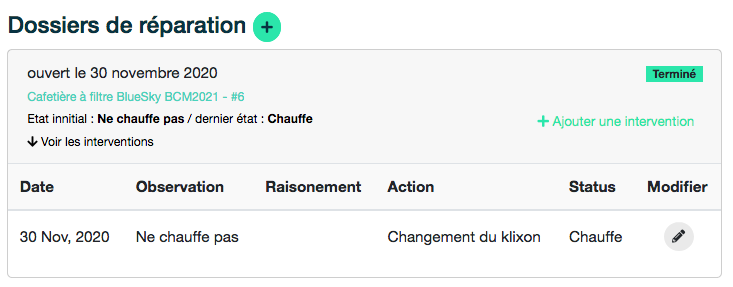 Dossiers de réparation +
ouvert le 30 novembre 2020
Terminé
Cafetière à filtre BlueSky BCM2021 - #6
Etat innitial : Ne chauffe pas / dernier état : Chauffe
+ Ajouter une intervention
Voir les interventions
Date Observation Raisonement Action Status Modifier
30 Nov, 2020 Ne chauffe pas Changement du klixon Chauffe